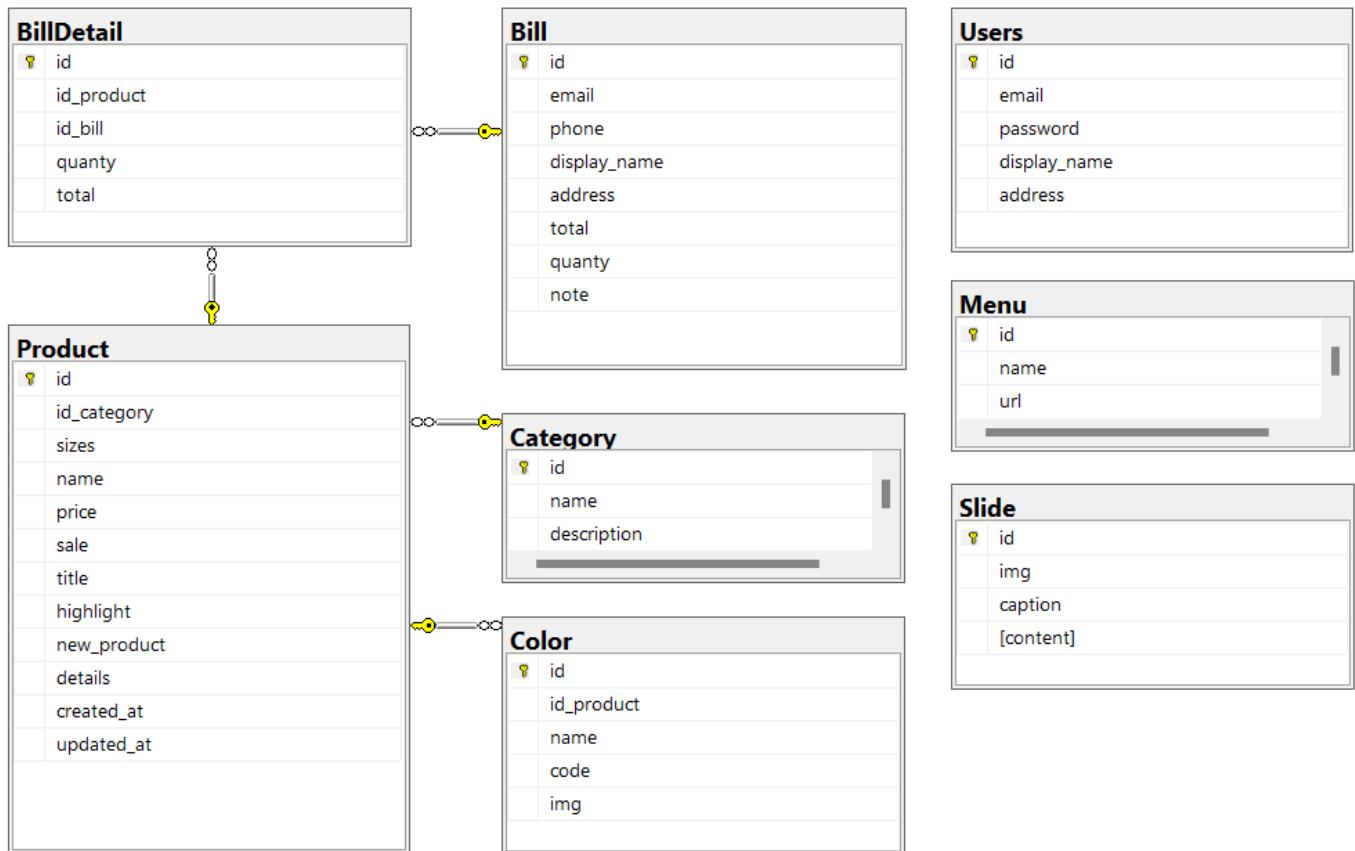 BillDetail
id
id_product
id_bill
quanty
total
Bill
id
email
phone
display_name
address
total
quanty
note
Users
id
email
password
display_name
address
Menu
id
name
url
Product
id
id_category
sizes
name
price
sale
title
highlight
new_product
details
created_at
updated_at
Category
id
name
description
Color
id
id_product
name
code
img
Slide
id
img
caption
[content]